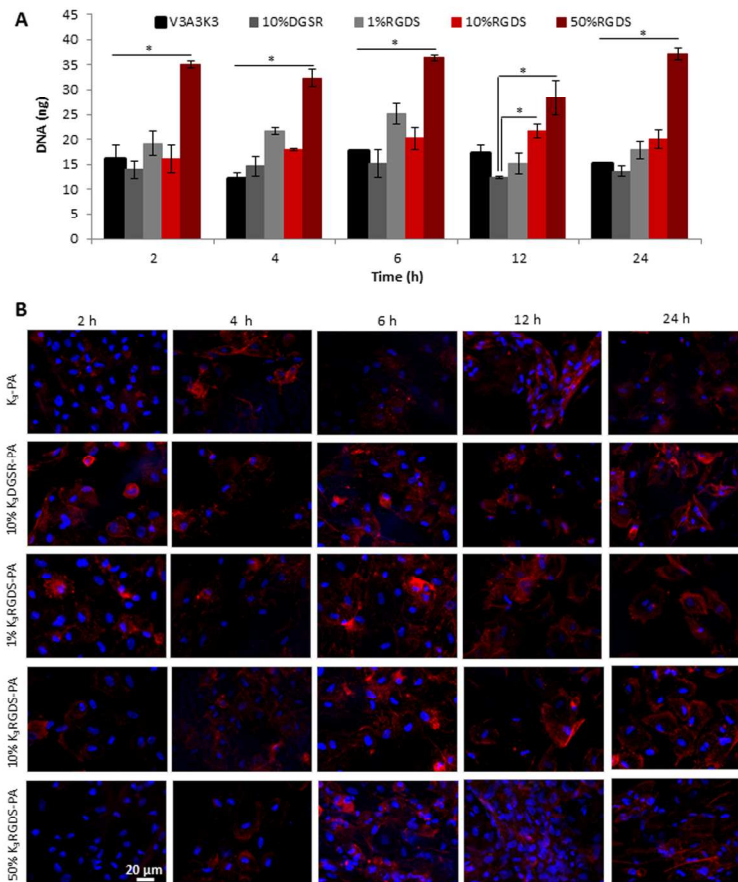 A
V3A3K3 10%DGSR 1%RGDS 10%RGDS 50%RGDS
DNA (ng)
45
40
35
30
25
20
15
10
5
0
* * * * * *
2 4 6 12 24
Time (h)
B
2 h 4 h 6 h 12 h 24 h
K₃-PA
10% K₃DGSR-PA
1% K₃RGDS-PA
10% K₃RGDS-PA
50% K₃RGDS-PA
20 μm